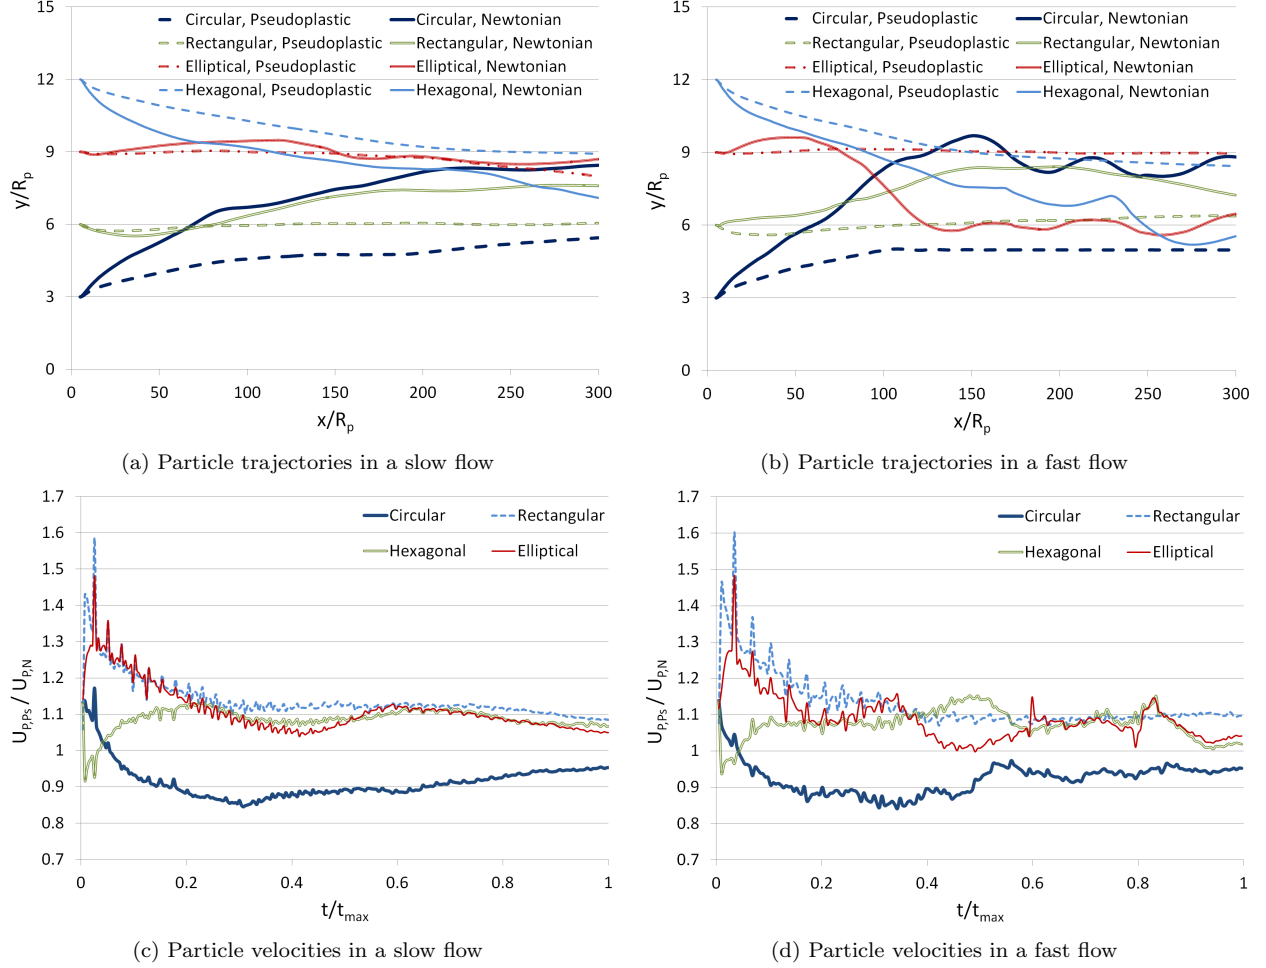 15
12
9
6
3
0
y/Rp
Circular, Pseudoplastic
Circular, Newtonian
Rectangular, Pseudoplastic
Rectangular, Newtonian
Elliptical, Pseudoplastic
Elliptical, Newtonian
Hexagonal, Pseudoplastic
Hexagonal, Newtonian
0 50 100 150 200 250 300
x/Rp
(a) Particle trajectories in a slow flow
15
12
9
6
3
0
y/Rp
Circular, Pseudoplastic
Circular, Newtonian
Rectangular, Pseudoplastic
Rectangular, Newtonian
Elliptical, Pseudoplastic
Elliptical, Newtonian
Hexagonal, Pseudoplastic
Hexagonal, Newtonian
0 50 100 150 200 250 300
x/Rp
(b) Particle trajectories in a fast flow
1.7
1.6
1.5
1.4
1.3
1.2
1.1
1
0.9
0.8
0.7
UP,Ps / UP,N
Circular
Rectangular
Hexagonal
Elliptical
0 0.2 0.4 0.6 0.8 1
t/tmax
(c) Particle velocities in a slow flow
1.7
1.6
1.5
1.4
1.3
1.2
1.1
1
0.9
0.8
0.7
UP,Ps / UP,N
Circular
Rectangular
Hexagonal
Elliptical
0 0.2 0.4 0.6 0.8 1
t/tmax
(d) Particle velocities in a fast flow